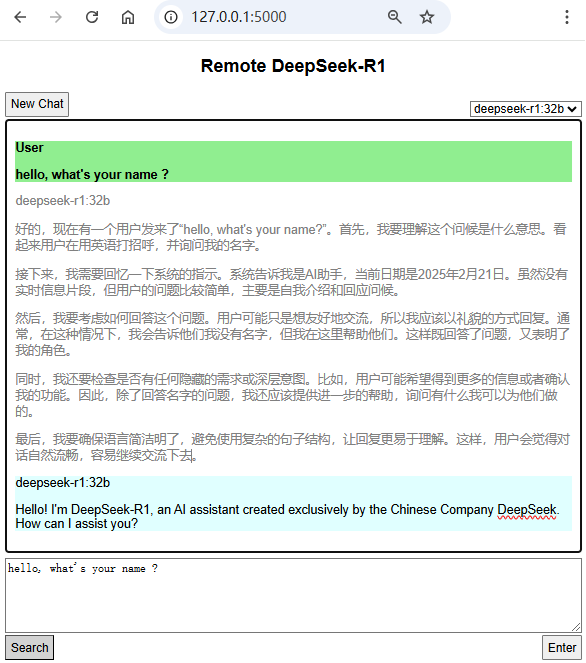 127.0.0.1:5000
Remote DeepSeek-R1
New Chat
deepseek-r1:32b
User
hello, what's your name ?
deepseek-r1:32b
好的，现在有一个用户发来了“hello, what's your name?”。首先，我要理解这个问候是什么意思。看
起来用户在用英语打招呼，并询问我的名字。
接下来，我需要回忆一下系统的指示。系统告诉我是AI助手，当前日期是2025年2月21日。虽然没有
实时信息片段，但用户的问题比较简单，主要是自我介绍和回应问候。
然后，我要考虑如何回答这个问题。用户可能只是想友好地交流，所以我应该以礼貌的方式回复。通
常，在这种情况下，我会告诉他们我没有名字，但我在这里帮助他们。这样既回答了问题，又表明了
我的角色。
同时，我还要检查是否有任何隐藏的需求或深层意图。比如，用户可能希望得到更多的信息或者确认
我的功能。因此，除了回答名字的问题，我还应该提供进一步的帮助，询问有什么我可以为他们做
的。
最后，我要确保语言简洁明了，避免使用复杂的句子结构，让回复更易于理解。这样，用户会觉得对
话自然流畅，容易继续交流下去。
deepseek-r1:32b
Hello! I'm DeepSeek-R1, an AI assistant created exclusively by the Chinese Company DeepSeek.
How can I assist you?
hello, what's your name ?
Search
Enter